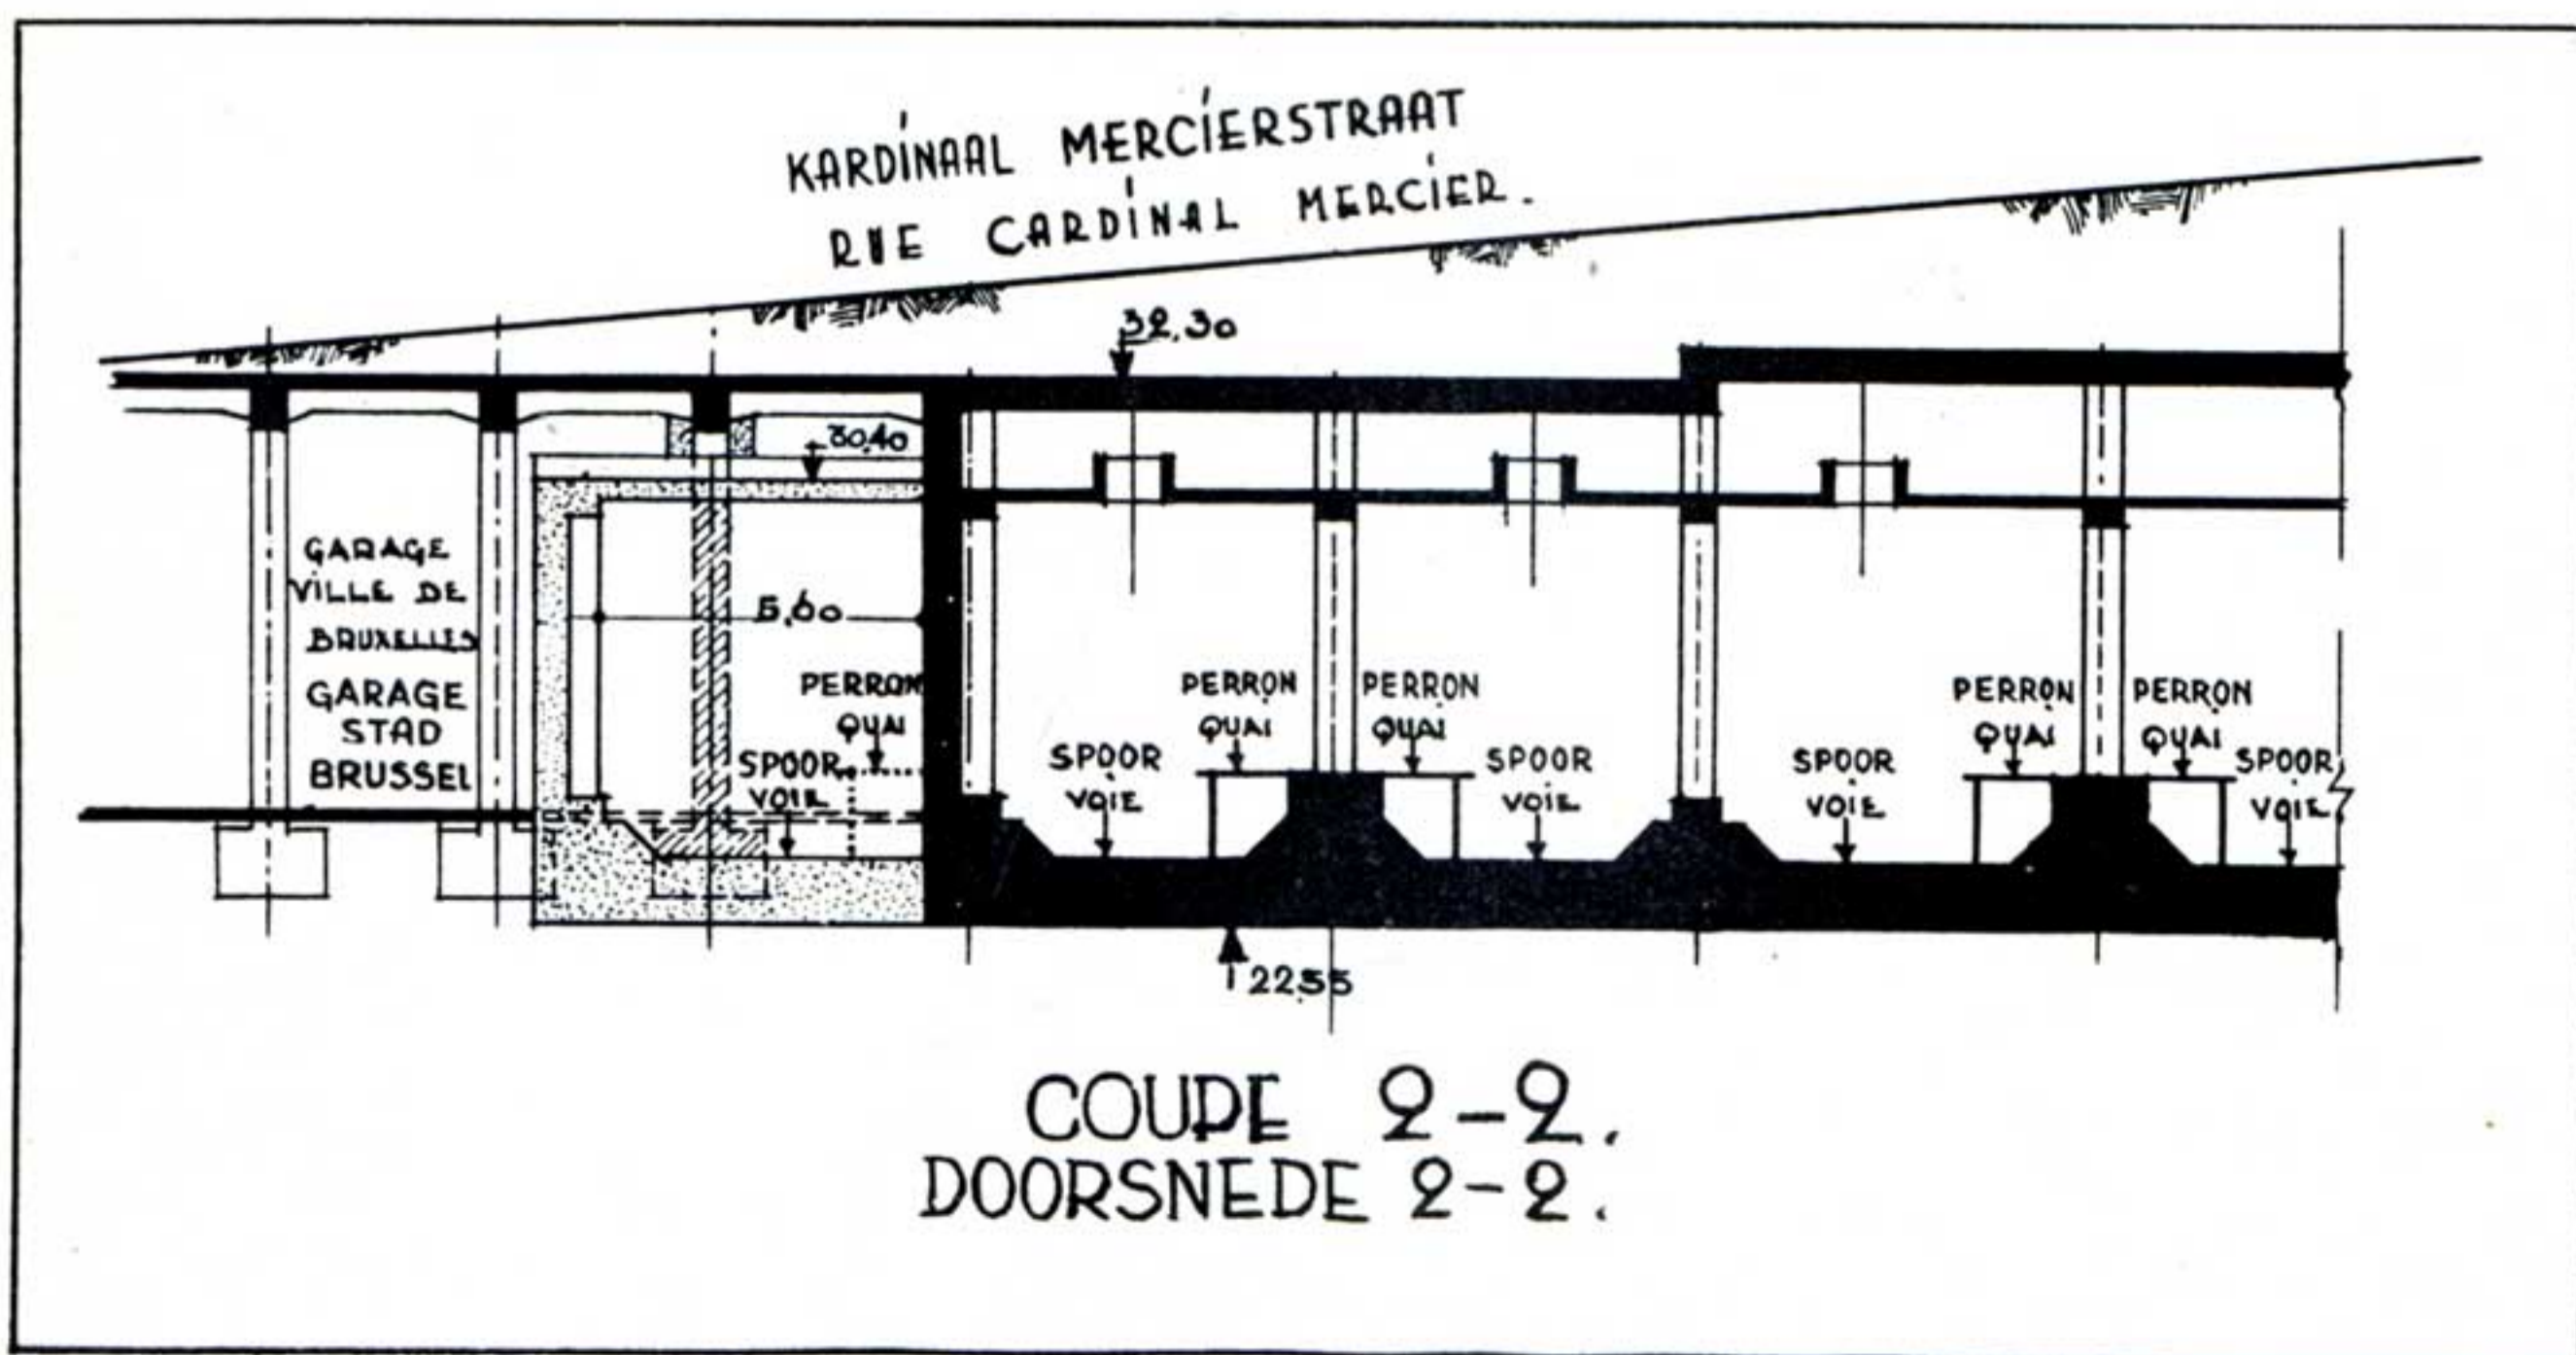 KARDINAAL MERCIERSTRAAT
RUE CARDINAL MERCIER.
32.30
30,40
GARAGE
VILLE DE
BRUXELLES
GARAGE
STAD
BRUSSEL
5,60
PERRON
QUAI
SPOOR
VOIE
SPOOR
VOIE
PERRON
QUAI
PERRON
QUAI
SPOOR
VOIE
SPOOR
VOIE
PERRON
QUAI
PERRON
QUAI
SPOOR
VOIE
22,55
COUPE 2-2.
DOORSNEDE 2-2.